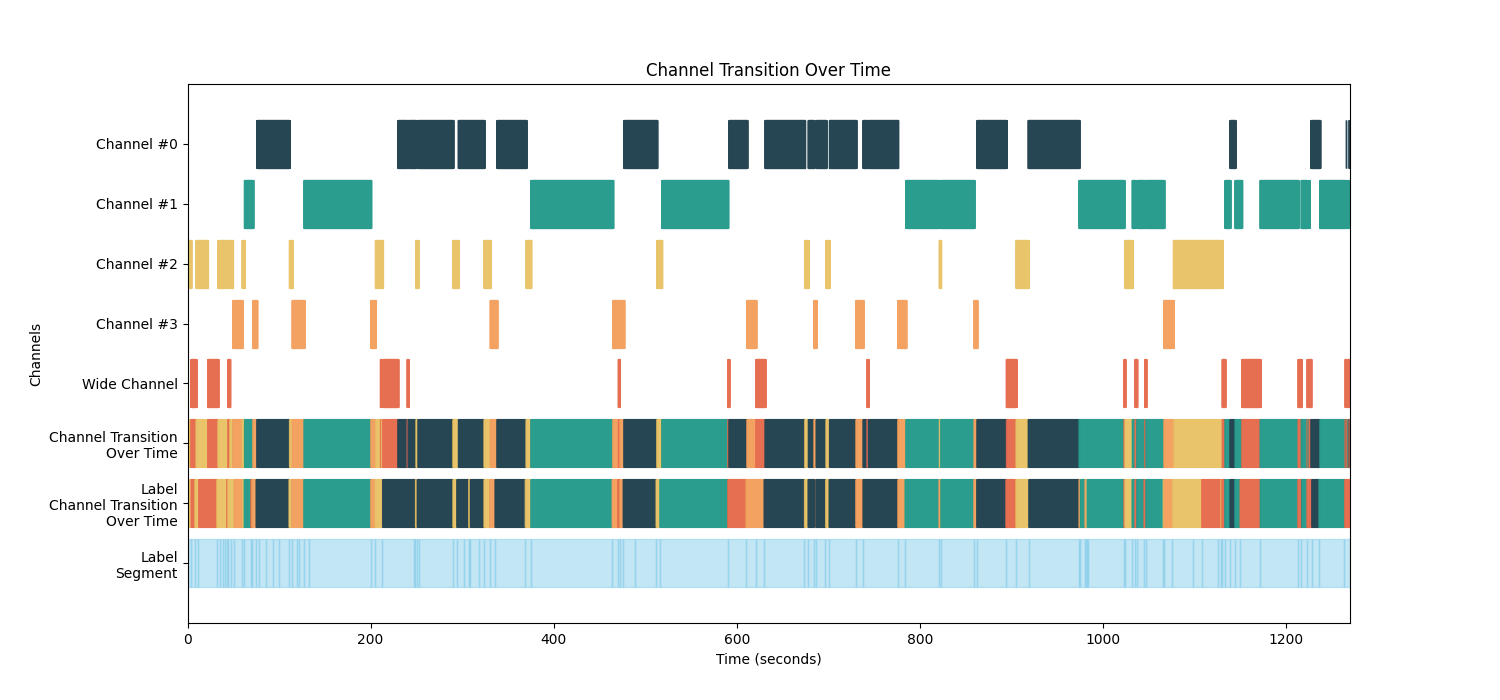 Channel Transition Over Time
Channel #0
Channel #1
Channel #2
Channel #3
Wide Channel
Channel Transition
Over Time
Label
Channel Transition
Over Time
Label
Segment
Channels
0 200 400 600 800 1000 1200
Time (seconds)